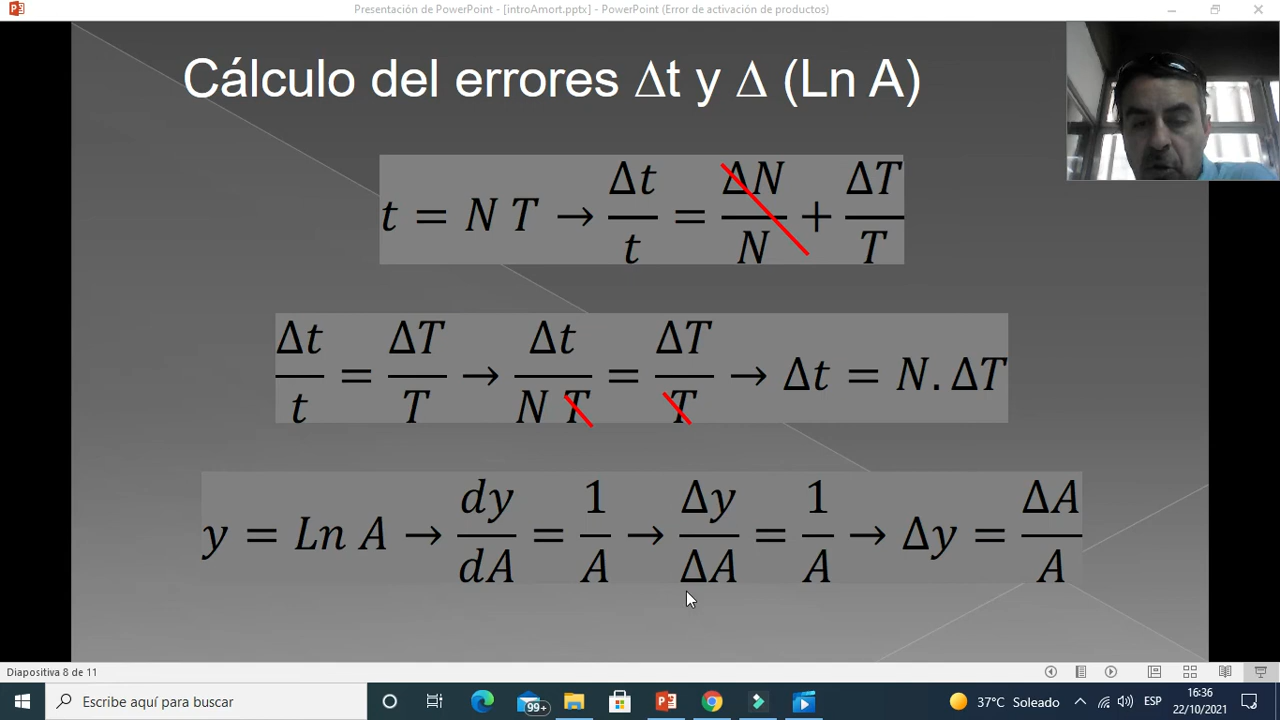 Presentación de PowerPoint - [introAmort.pptx] - PowerPoint (Error de activación de productos)
Cálculo del errores Δt y Δ (Ln A)
t = N T → Δt/t = ΔN/N + ΔT/T
Δt/t = ΔT/T → Δt/N T = ΔT/T → Δt = N. ΔT
y = Ln A → dy/dA = 1/A → Δy/ΔA = 1/A → Δy = ΔA/A
Diapositiva 8 de 11
Escribe aquí para buscar
99+
37°C Soleado
ESP
16:36
22/10/2021